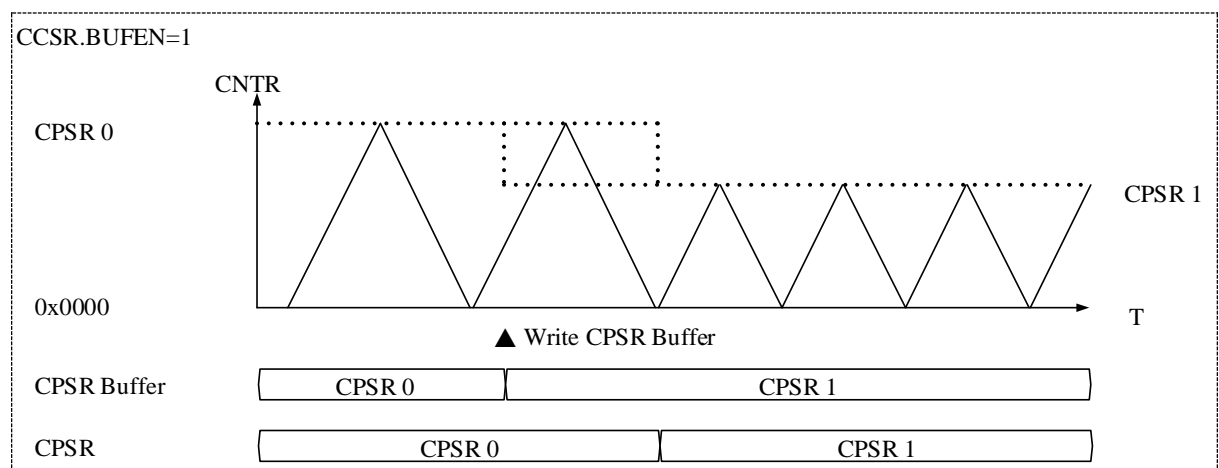 CCSR.BUFEN=1
CNTR
CPSR 0
CPSR 1
0x0000
T
▲ Write CPSR Buffer
CPSR Buffer CPSR 0 CPSR 1
CPSR CPSR 0 CPSR 1